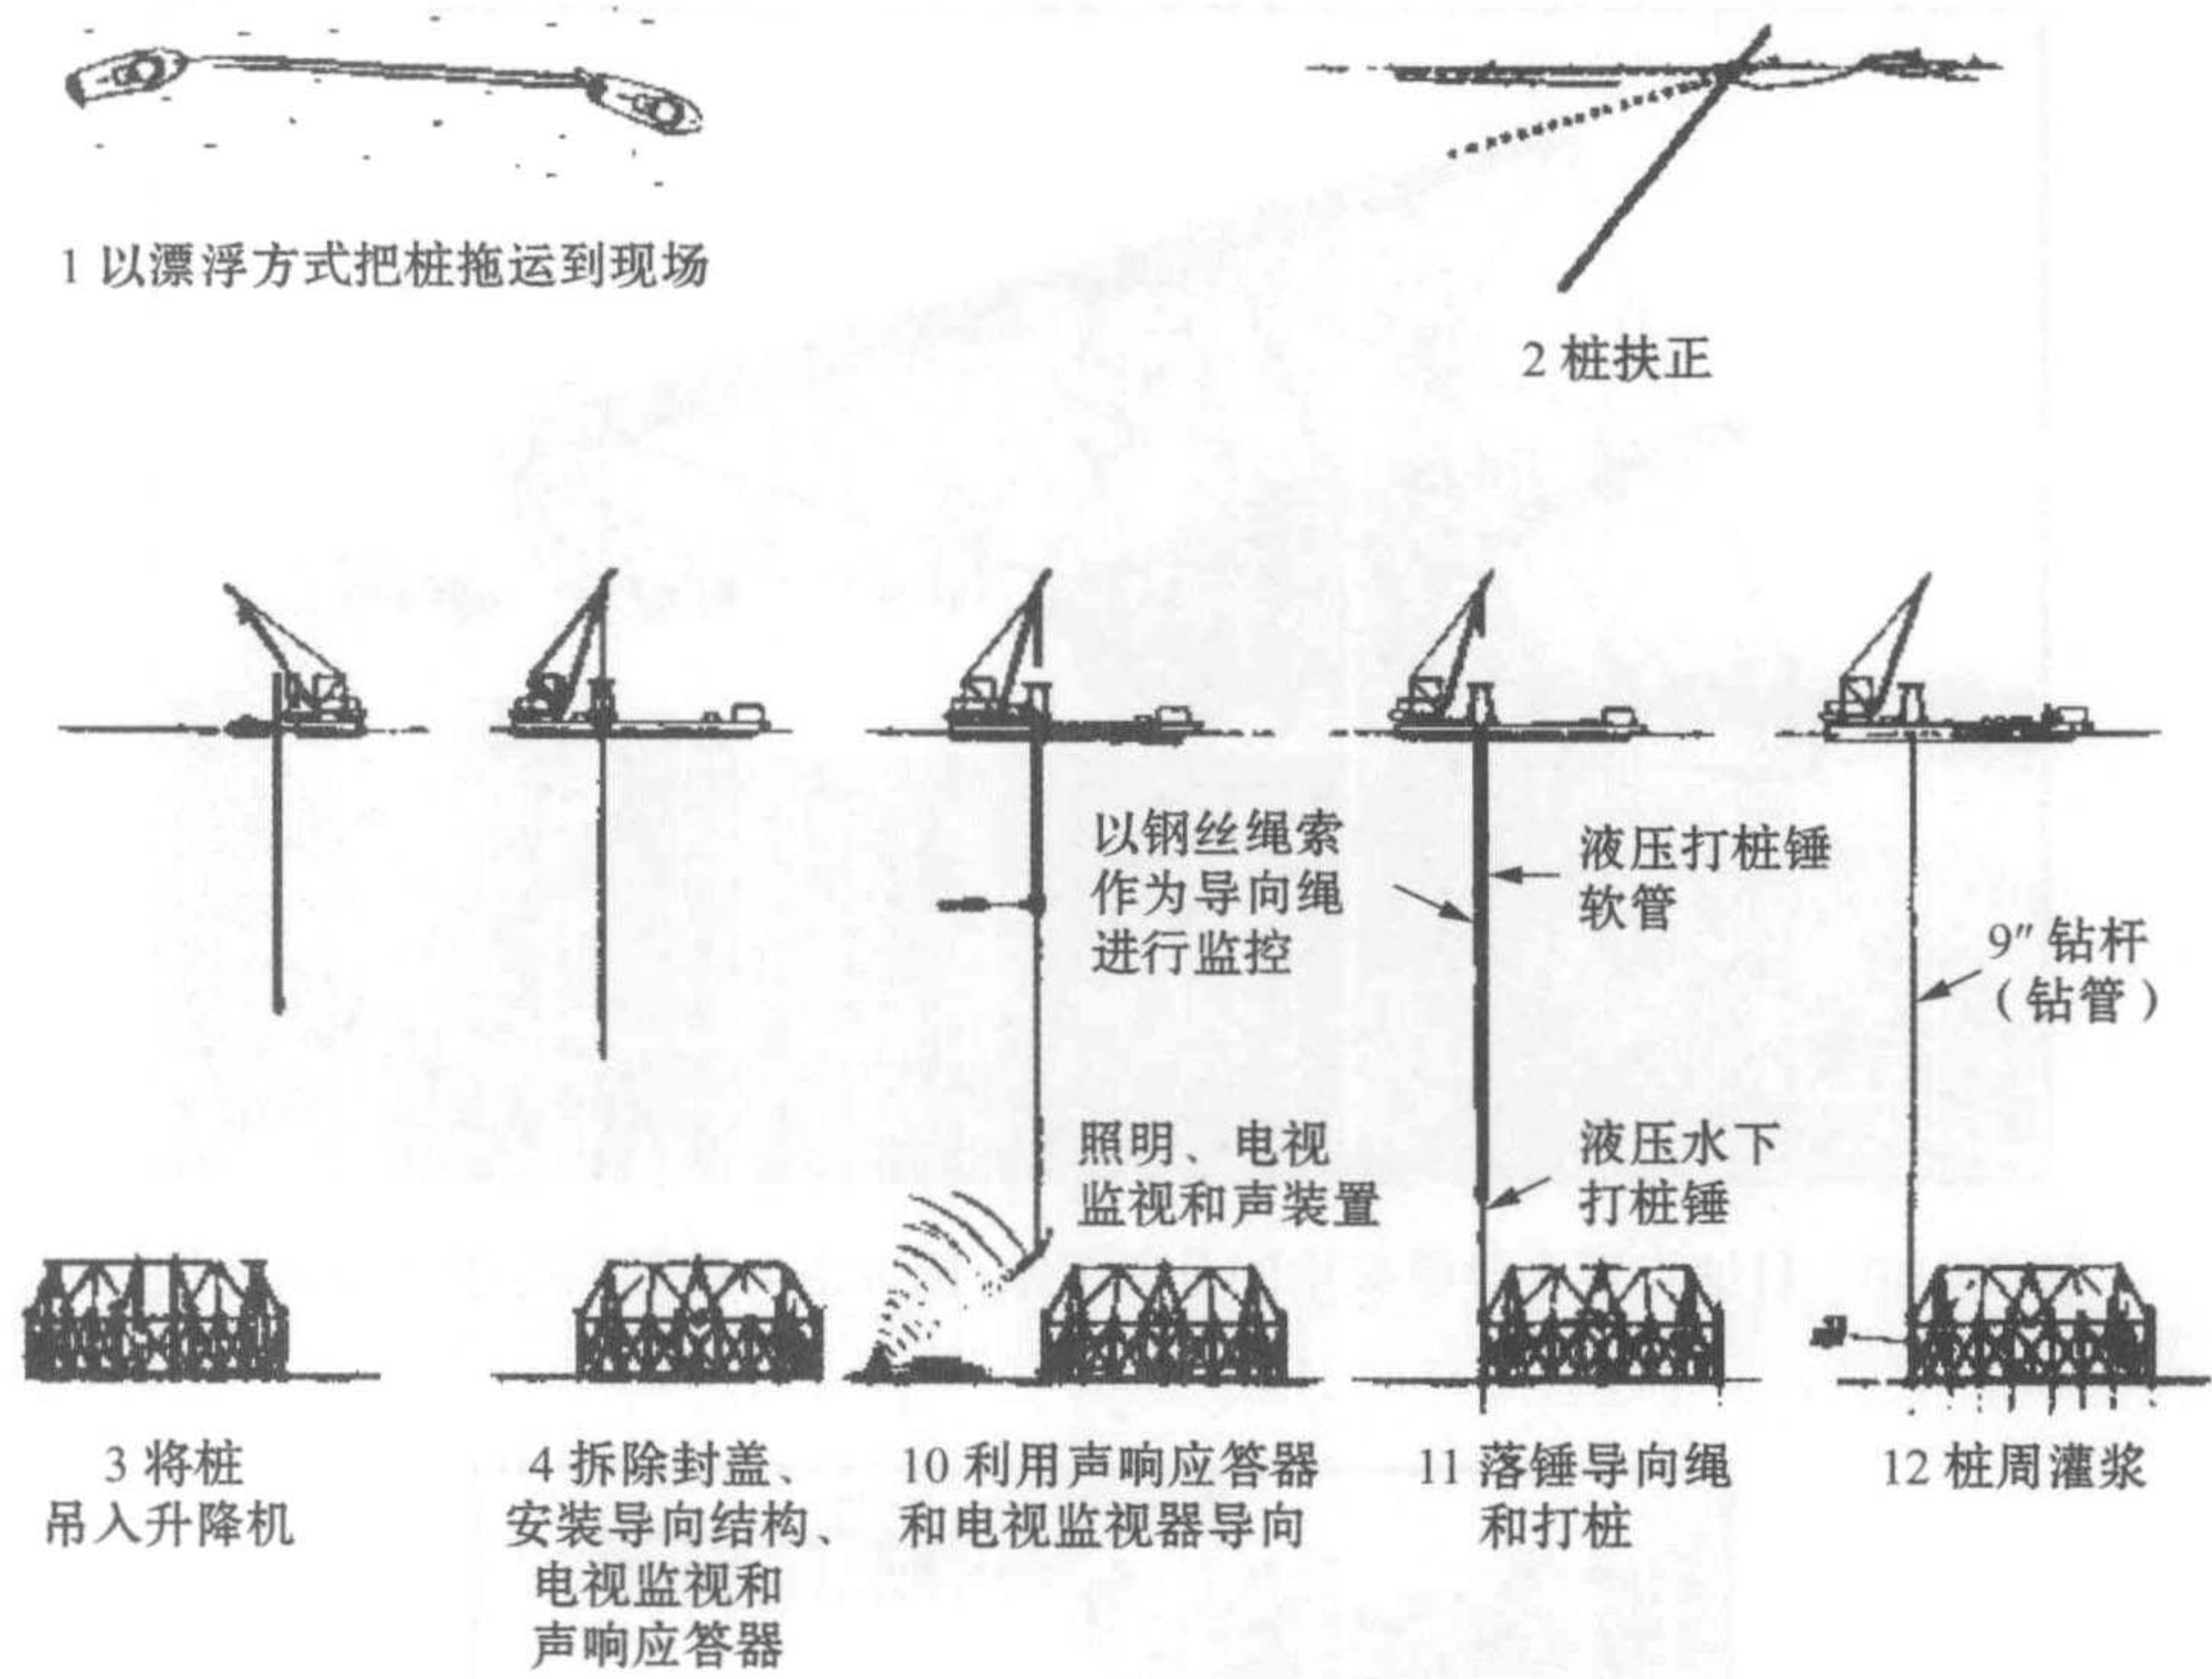 1 以漂浮方式把桩拖运到现场
2 桩扶正
以钢丝绳索
作为导向绳
进行监控
液压打桩锤
软管
9″ 钻杆
（钻管）
照明、电视
监视和声装置
液压水下
打桩锤
3 将桩
吊入升降机
4 拆除封盖、
安装导向结构、
电视监视和
声响应答器
10 利用声响应答器
和电视监视器导向
11 落锤导向绳
和打桩
12 桩周灌浆